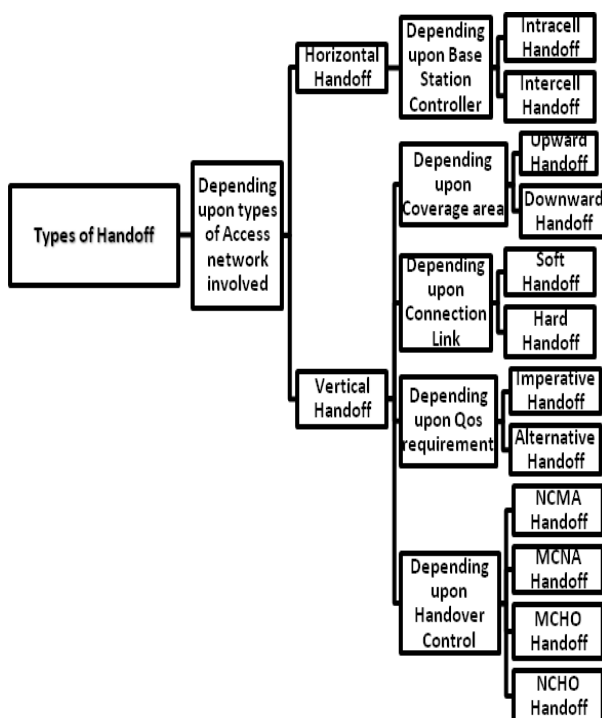 Types of Handoff
Depending
upon types
of Access
network
involved
Horizontal
Handoff
Depending
upon Base
Station
Controller
Intracell
Handoff
Intercell
Handoff
Vertical
Handoff
Depending
upon
Coverage area
Upward
Handoff
Downward
Handoff
Depending
upon
Connection
Link
Soft
Handoff
Hard
Handoff
Depending
upon Qos
requirement
Imperative
Handoff
Alternative
Handoff
Depending
upon
Handover
Control
NCMA
Handoff
MCNA
Handoff
MCHO
Handoff
NCHO
Handoff